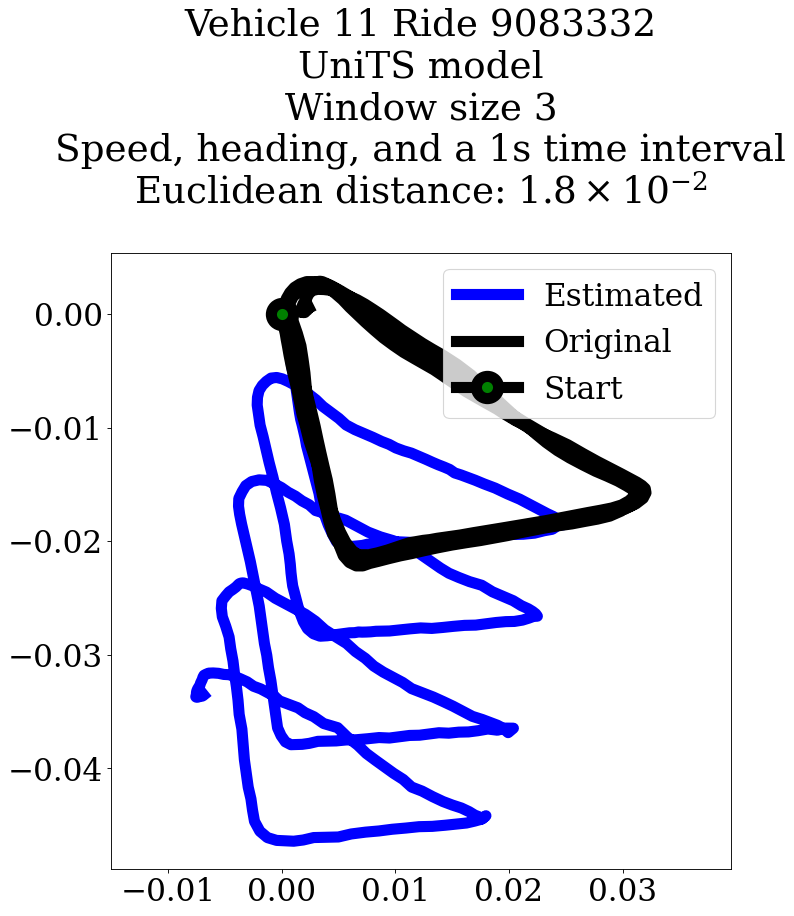 Vehicle 11 Ride 9083332
UniTS model
Window size 3
Speed, heading, and a 1s time interval
Euclidean distance: 1.8 × 10⁻²
Estimated
Original
Start
0.00
−0.01
−0.02
−0.03
−0.04
−0.01 0.00 0.01 0.02 0.03